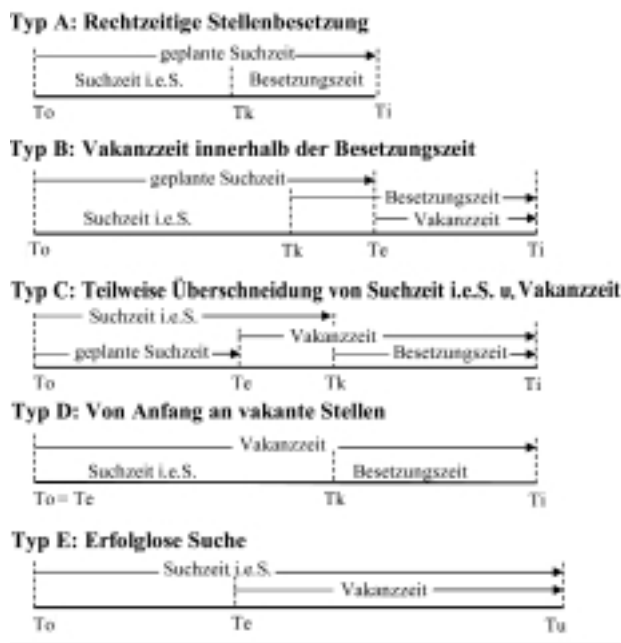 Typ A: Rechtzeitige Stellenbesetzung
geplante Suchzeit
Suchzeit i.e.S. Besetzungszeit
To Tk Ti
Typ B: Vakanzzeit innerhalb der Besetzungszeit
geplante Suchzeit
Besetzungszeit
Suchzeit i.e.S. Vakanzzeit
To Tk Te Ti
Typ C: Teilweise Überschneidung von Suchzeit i.e.S. u. Vakanzzeit
Suchzeit i.e.S.
Vakanzzeit
geplante Suchzeit Besetzungszeit
To Te Tk Ti
Typ D: Von Anfang an vakante Stellen
Vakanzzeit
Suchzeit i.e.S. Besetzungszeit
To = Te Tk Ti
Typ E: Erfolglose Suche
Suchzeit i.e.S.
Vakanzzeit
To Te Tu